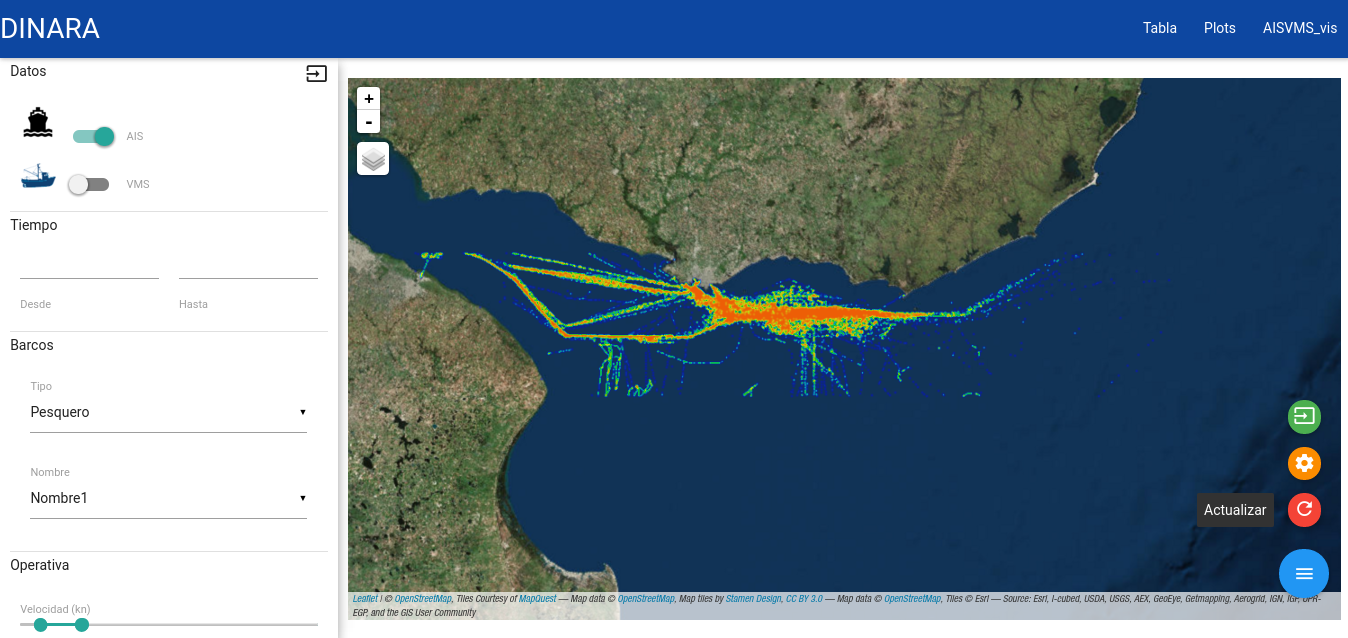 DINARA
Tabla
Plots
AISVMS_vis
Datos
AIS
VMS
Tiempo
Desde
Hasta
Barcos
Tipo
Pesquero
Nombre
Nombre1
Operativa
Velocidad (kn)
+
-
Actualizar
Leaflet | © OpenStreetMap, Tiles Courtesy of MapQuest — Map data © OpenStreetMap, Map tiles by Stamen Design, CC BY 3.0 — Map data © OpenStreetMap, Tiles © Esri — Source: Esri, i-cubed, USDA, USGS, AEX, GeoEye, Getmapping, Aerogrid, IGN, IGP, UPR-
EGP, and the GIS User Community